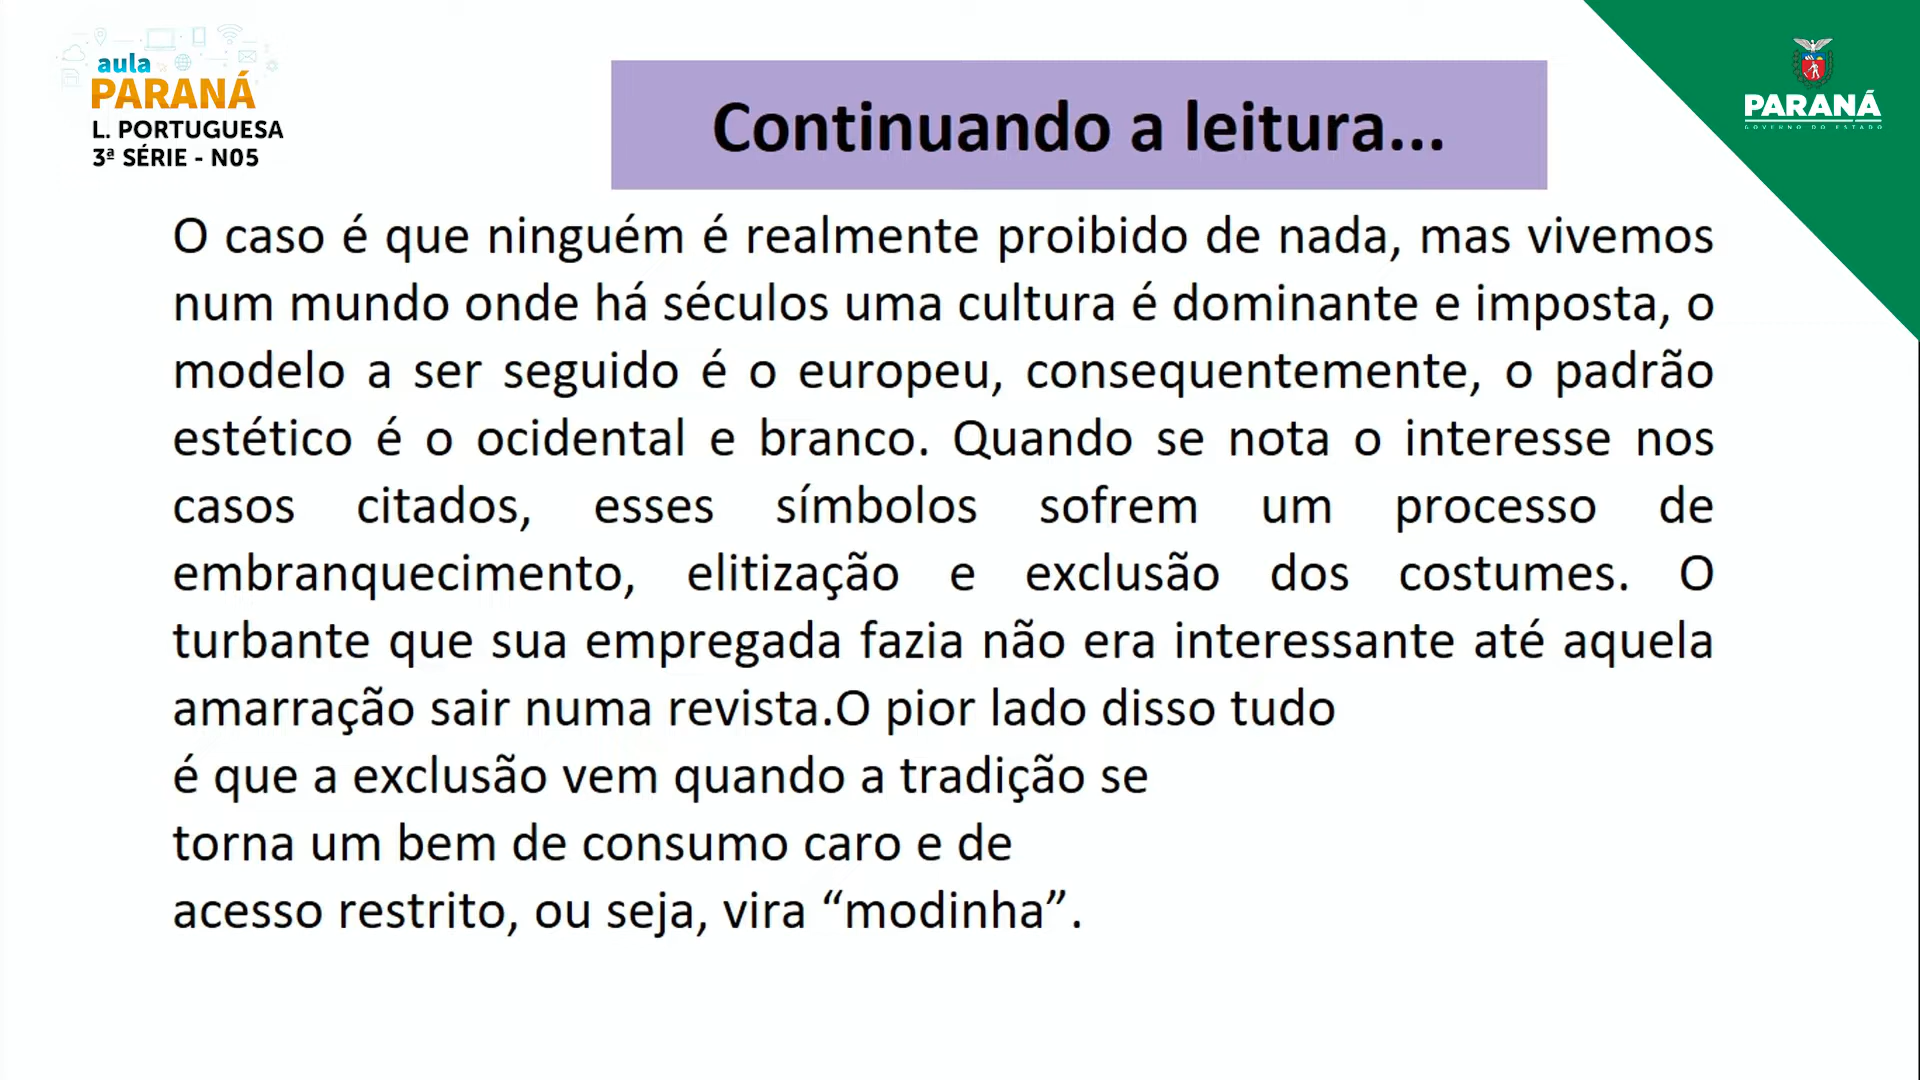 aula
PARANÁ
L. PORTUGUESA
3ª SÉRIE - N05
PARANÁ
GOVERNO DO ESTADO
Continuando a leitura...
O caso é que ninguém é realmente proibido de nada, mas vivemos
num mundo onde há séculos uma cultura é dominante e imposta, o
modelo a ser seguido é o europeu, consequentemente, o padrão
estético é o ocidental e branco. Quando se nota o interesse nos
casos citados, esses símbolos sofrem um processo de
embranquecimento, elitização e exclusão dos costumes. O
turbante que sua empregada fazia não era interessante até aquela
amarração sair numa revista.O pior lado disso tudo
é que a exclusão vem quando a tradição se
torna um bem de consumo caro e de
acesso restrito, ou seja, vira “modinha”.